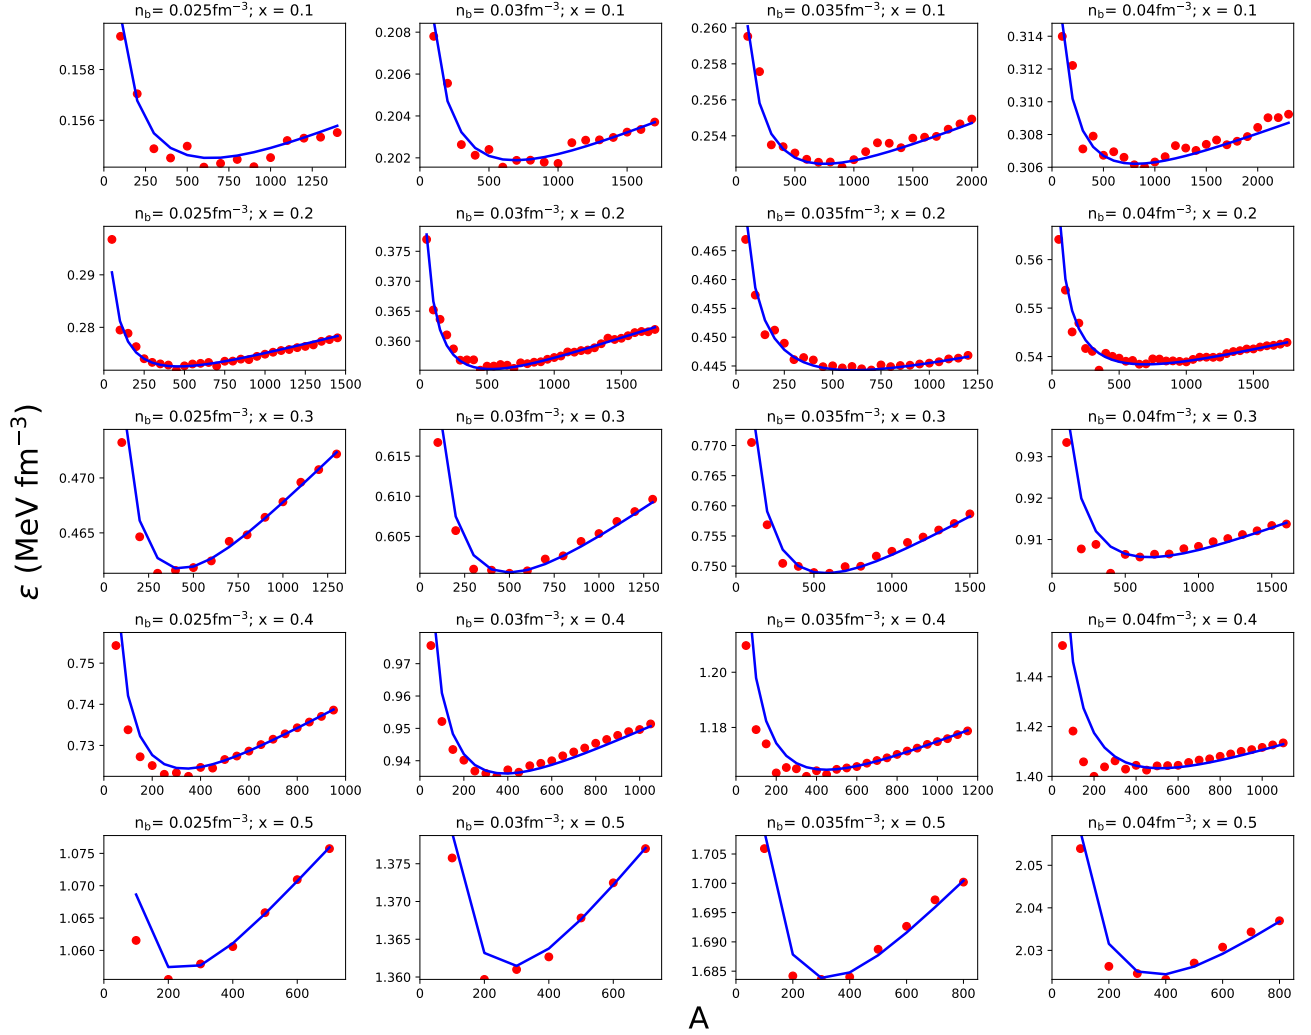 n_b= 0.025fm⁻³; x = 0.1
n_b= 0.03fm⁻³; x = 0.1
n_b= 0.035fm⁻³; x = 0.1
n_b= 0.04fm⁻³; x = 0.1
0.158
0.156
0 250 500 750 1000 1250
0.208
0.206
0.204
0.202
0 500 1000 1500
0.260
0.258
0.256
0.254
0 500 1000 1500 2000
0.314
0.312
0.310
0.308
0.306
0 500 1000 1500 2000
n_b= 0.025fm⁻³; x = 0.2
n_b= 0.03fm⁻³; x = 0.2
n_b= 0.035fm⁻³; x = 0.2
n_b= 0.04fm⁻³; x = 0.2
0.29
0.28
0 250 500 750 1000 1250 1500
0.375
0.370
0.365
0.360
0 500 1000 1500
0.465
0.460
0.455
0.450
0.445
0 250 500 750 1000 1250
0.56
0.55
0.54
0 500 1000 1500
n_b= 0.025fm⁻³; x = 0.3
n_b= 0.03fm⁻³; x = 0.3
n_b= 0.035fm⁻³; x = 0.3
n_b= 0.04fm⁻³; x = 0.3
0.470
0.465
0 250 500 750 1000 1250
0.615
0.610
0.605
0 250 500 750 1000 1250
0.770
0.765
0.760
0.755
0.750
0 500 1000 1500
0.93
0.92
0.91
0 500 1000 1500
ε (MeV fm⁻³)
n_b= 0.025fm⁻³; x = 0.4
n_b= 0.03fm⁻³; x = 0.4
n_b= 0.035fm⁻³; x = 0.4
n_b= 0.04fm⁻³; x = 0.4
0.75
0.74
0.73
0 200 400 600 800 1000
0.97
0.96
0.95
0.94
0 200 400 600 800 1000
1.20
1.18
0 200 400 600 800 1000 1200
1.44
1.42
1.40
0 200 400 600 800 1000
n_b= 0.025fm⁻³; x = 0.5
n_b= 0.03fm⁻³; x = 0.5
n_b= 0.035fm⁻³; x = 0.5
n_b= 0.04fm⁻³; x = 0.5
1.075
1.070
1.065
1.060
0 200 400 600
1.375
1.370
1.365
1.360
0 200 400 600
1.705
1.700
1.695
1.690
1.685
0 200 400 600 800
2.05
2.04
2.03
0 200 400 600 800
A